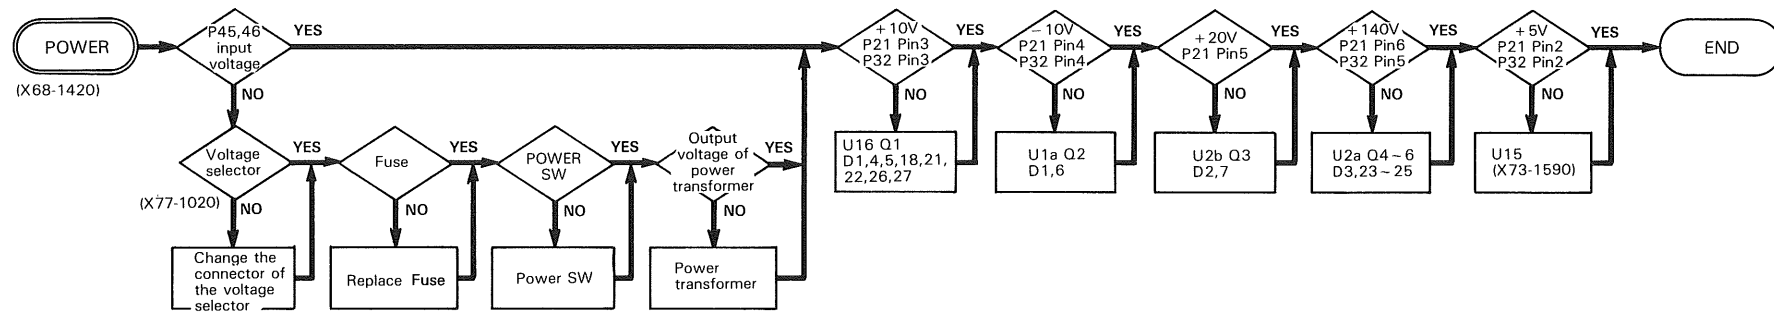 POWER
(X68-1420)
P45,46
input
voltage
YES
NO
Voltage
selector
(X77-1020)
YES
NO
Change the
connector of
the voltage
selector
Fuse
YES
NO
Replace Fuse
POWER
SW
YES
NO
Power SW
Output
voltage of
power
transformer
YES
NO
Power
transformer
+10V
P21 Pin3
P32 Pin3
YES
NO
U16 Q1
D1,4,5,18,21,
22,26,27
−10V
P21 Pin4
P32 Pin4
YES
NO
U1a Q2
D1,6
+20V
P21 Pin5
YES
NO
U2b Q3
D2,7
+140V
P21 Pin6
P32 Pin5
YES
NO
U2a Q4~6
D3,23~25
+5V
P21 Pin2
P32 Pin2
YES
NO
U15
(X73-1590)
END